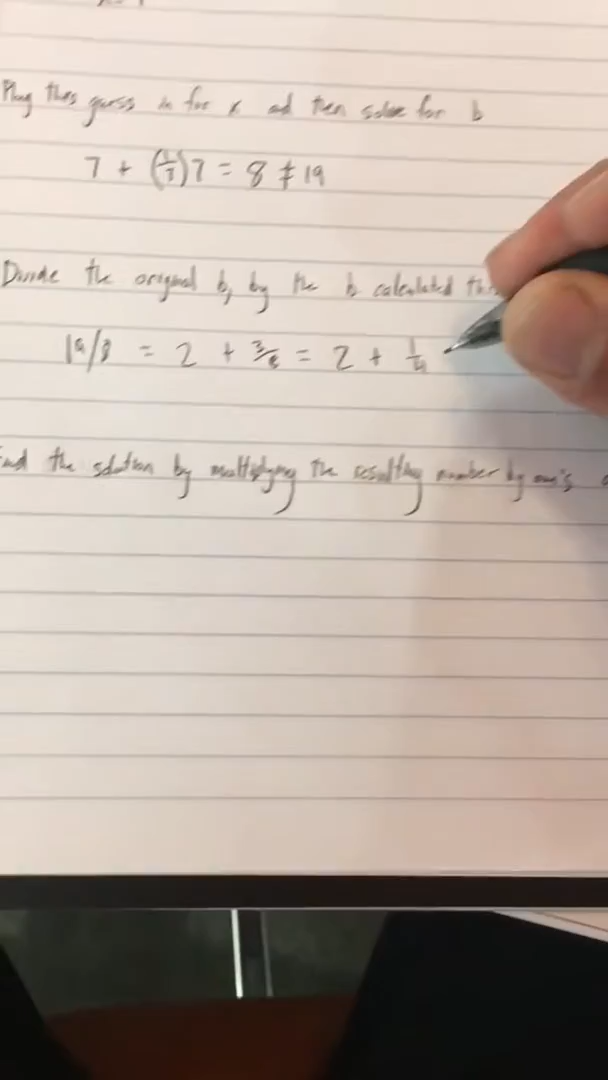 Plug this guess in for x and then solve for b
7 + (1/7)7 = 8 ≠ 19
Divide the original b, by the b calculated
19/8 = 2 + 3/8 = 2 + 1/4
the solution by multiplying the resulting number by one's